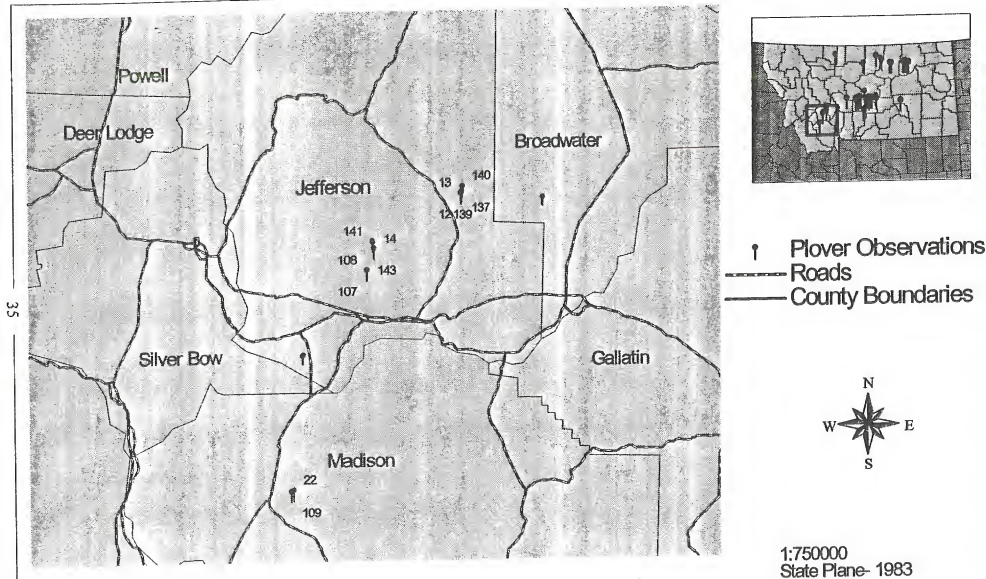 Powell
Deer Lodge
Broadwater
Jefferson
13 140
12 139 137
141 14
108 143
107
Silver Bow
Gallatin
Madison
22
109
35
Plover Observations
Roads
County Boundaries
N
W E
S
1:750000
State Plane- 1983